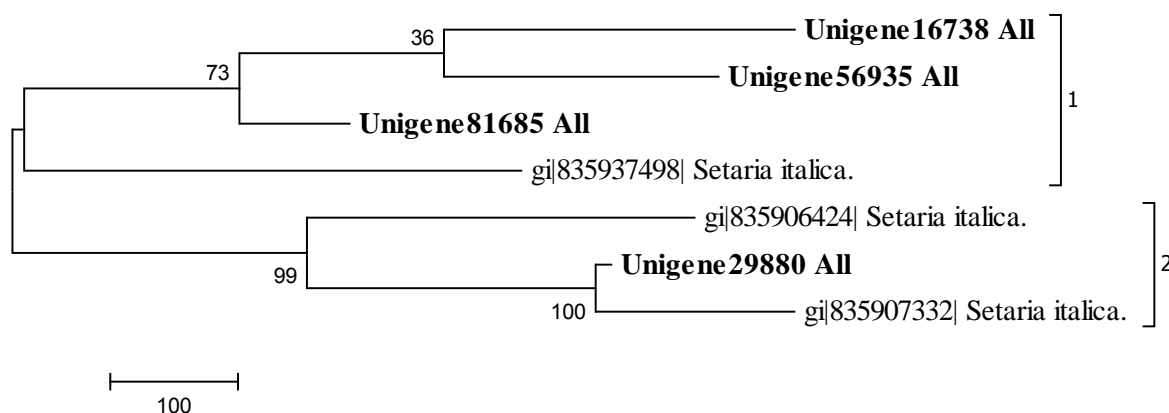 36
Unigene16738 All
73
Unigene56935 All
1
Unigene81685 All
gi|835937498| Setaria italica.
gi|835906424| Setaria italica.
99
Unigene29880 All
2
100
gi|835907332| Setaria italica.
100